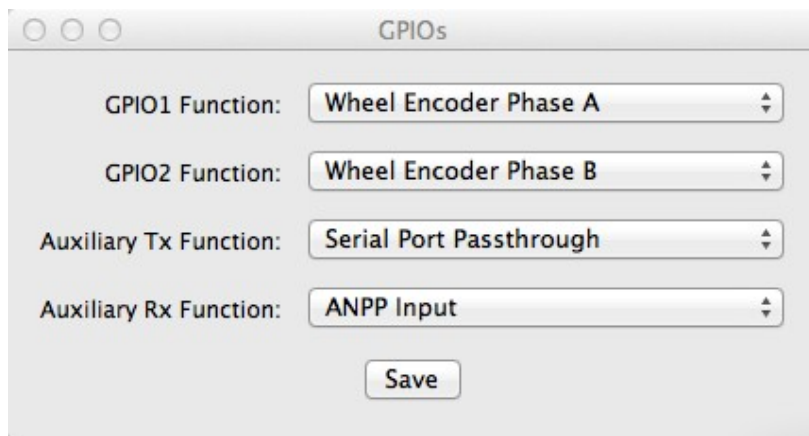 GPIOs
GPIO1 Function: Wheel Encoder Phase A
GPIO2 Function: Wheel Encoder Phase B
Auxiliary Tx Function: Serial Port Passthrough
Auxiliary Rx Function: ANPP Input
Save